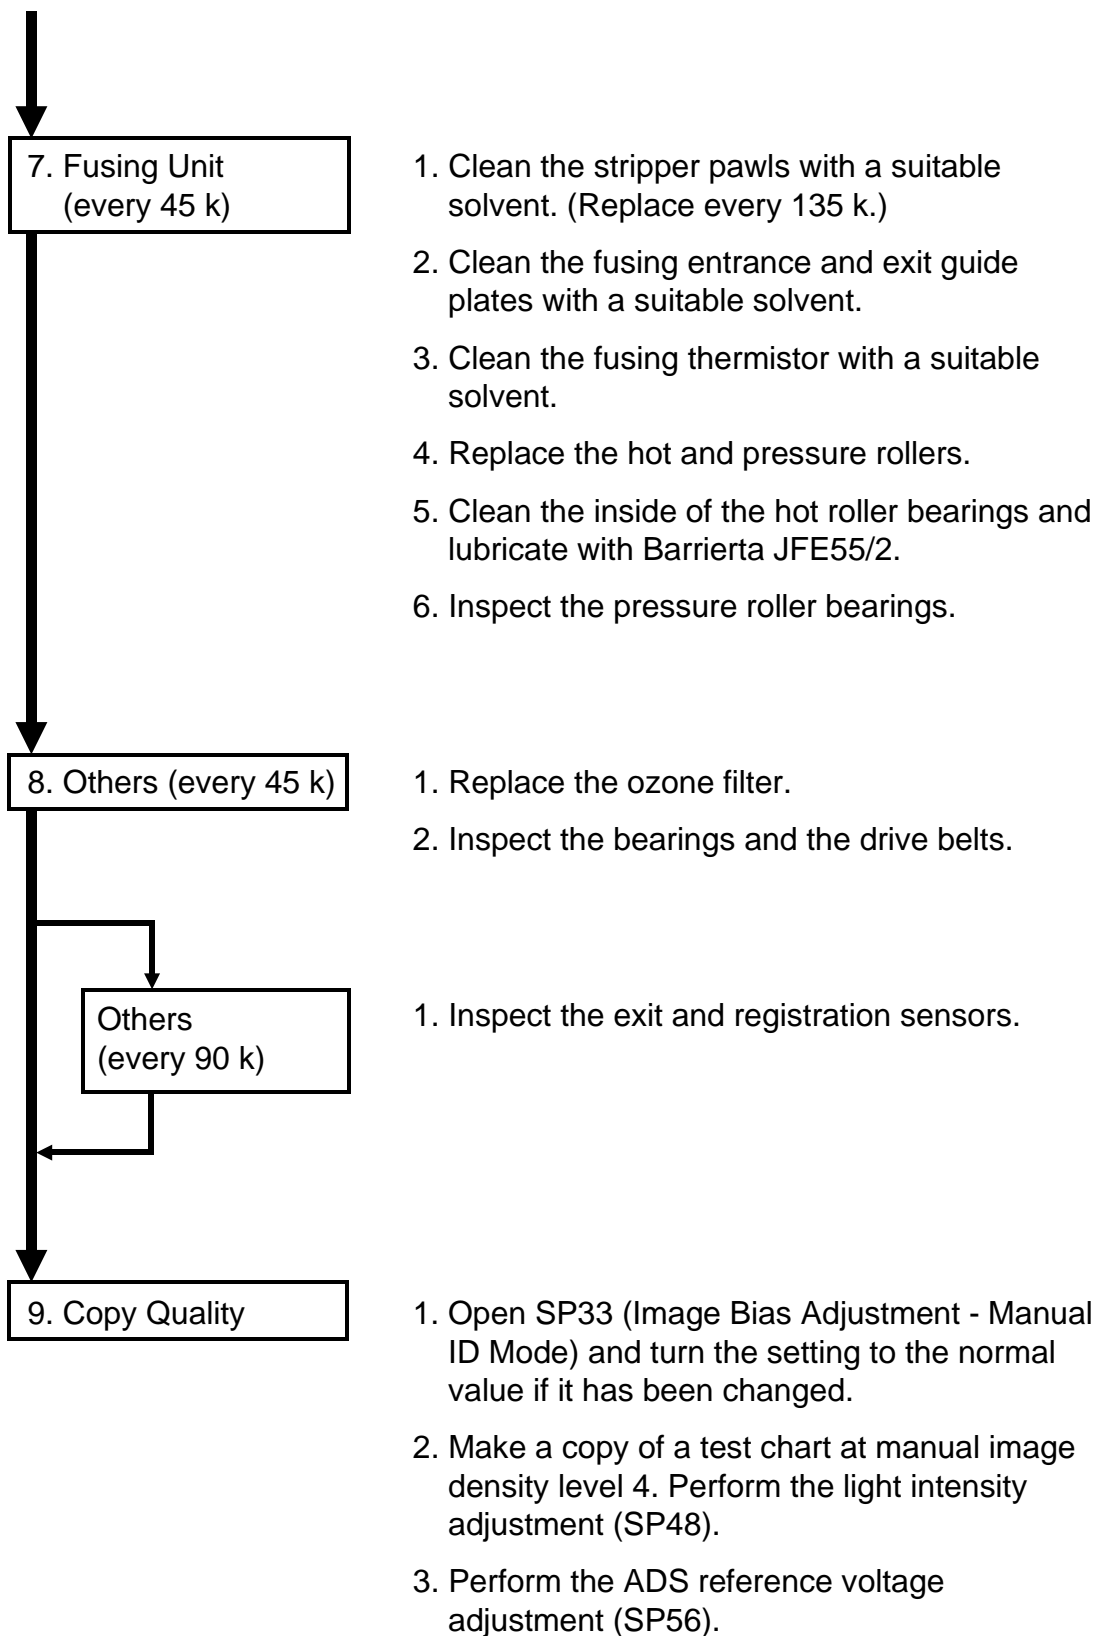 7. Fusing Unit
(every 45 k)
1. Clean the stripper pawls with a suitable
solvent. (Replace every 135 k.)
2. Clean the fusing entrance and exit guide
plates with a suitable solvent.
3. Clean the fusing thermistor with a suitable
solvent.
4. Replace the hot and pressure rollers.
5. Clean the inside of the hot roller bearings and
lubricate with Barrierta JFE55/2.
6. Inspect the pressure roller bearings.
8. Others (every 45 k)
1. Replace the ozone filter.
2. Inspect the bearings and the drive belts.
Others
(every 90 k)
1. Inspect the exit and registration sensors.
9. Copy Quality
1. Open SP33 (Image Bias Adjustment - Manual
ID Mode) and turn the setting to the normal
value if it has been changed.
2. Make a copy of a test chart at manual image
density level 4. Perform the light intensity
adjustment (SP48).
3. Perform the ADS reference voltage
adjustment (SP56).